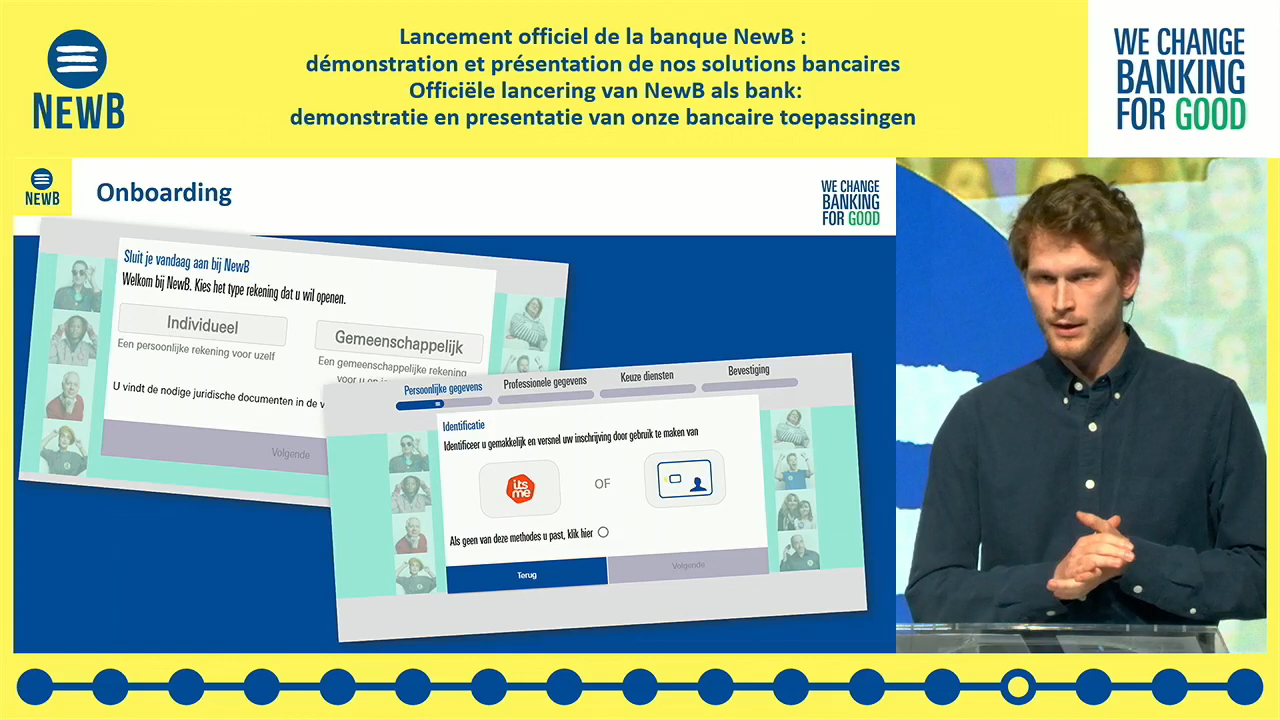 NEWB
Lancement officiel de la banque NewB :
démonstration et présentation de nos solutions bancaires
Officiële lancering van NewB als bank:
demonstratie en presentatie van onze bancaire toepassingen
WE CHANGE
BANKING
FOR GOOD
NEWB
Onboarding
WE CHANGE
BANKING
FOR GOOD
Sluit je vandaag aan bij NewB
Welkom bij NewB. Kies het type rekening dat u wil openen.
Individueel
Een persoonlijke rekening voor uzelf
Gemeenschappelijk
Een gemeenschappelijke rekening
voor u en
U vindt de nodige juridische documenten in de v
Volgende
Persoonlijke gegevens
Professionele gegevens
Keuze diensten
Bevestiging
Identificatie
Identificeer u gemakkelijk en versnel uw inschrijving door gebruik te maken van
its
me
OF
Als geen van deze methodes u past, klik hier
Terug
Volgende